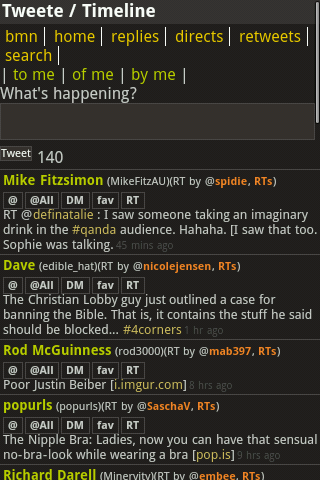 Tweete / Timeline
bmn | home | replies | directs | retweets |
search |
| to me | of me | by me |
What's happening?
Tweet 140
Mike Fitzsimon (MikeFitzAU)(RT by @spidie, RTs)
@ @All DM fav RT
RT @definatalie : I saw someone taking an imaginary
drink in the #qanda audience. Hahaha. [I saw that too.
Sophie was talking. 45 mins ago
Dave (edible_hat)(RT by @nicolejensen, RTs)
@ @All DM fav RT
The Christian Lobby guy just outlined a case for
banning the Bible. That is, it contains the stuff he said
should be blocked... #4corners 1 hr ago
Rod McGuinness (rod3000)(RT by @mab397, RTs)
@ @All DM fav RT
Poor Justin Beiber [i.imgur.com] 8 hrs ago
popurls (popurls)(RT by @SaschaV, RTs)
@ @All DM fav RT
The Nipple Bra: Ladies, now you can have that sensual
no-bra-look while wearing a bra [pop.is] 9 hrs ago
Richard Darell (Minervity)(RT by @embee, RTs)